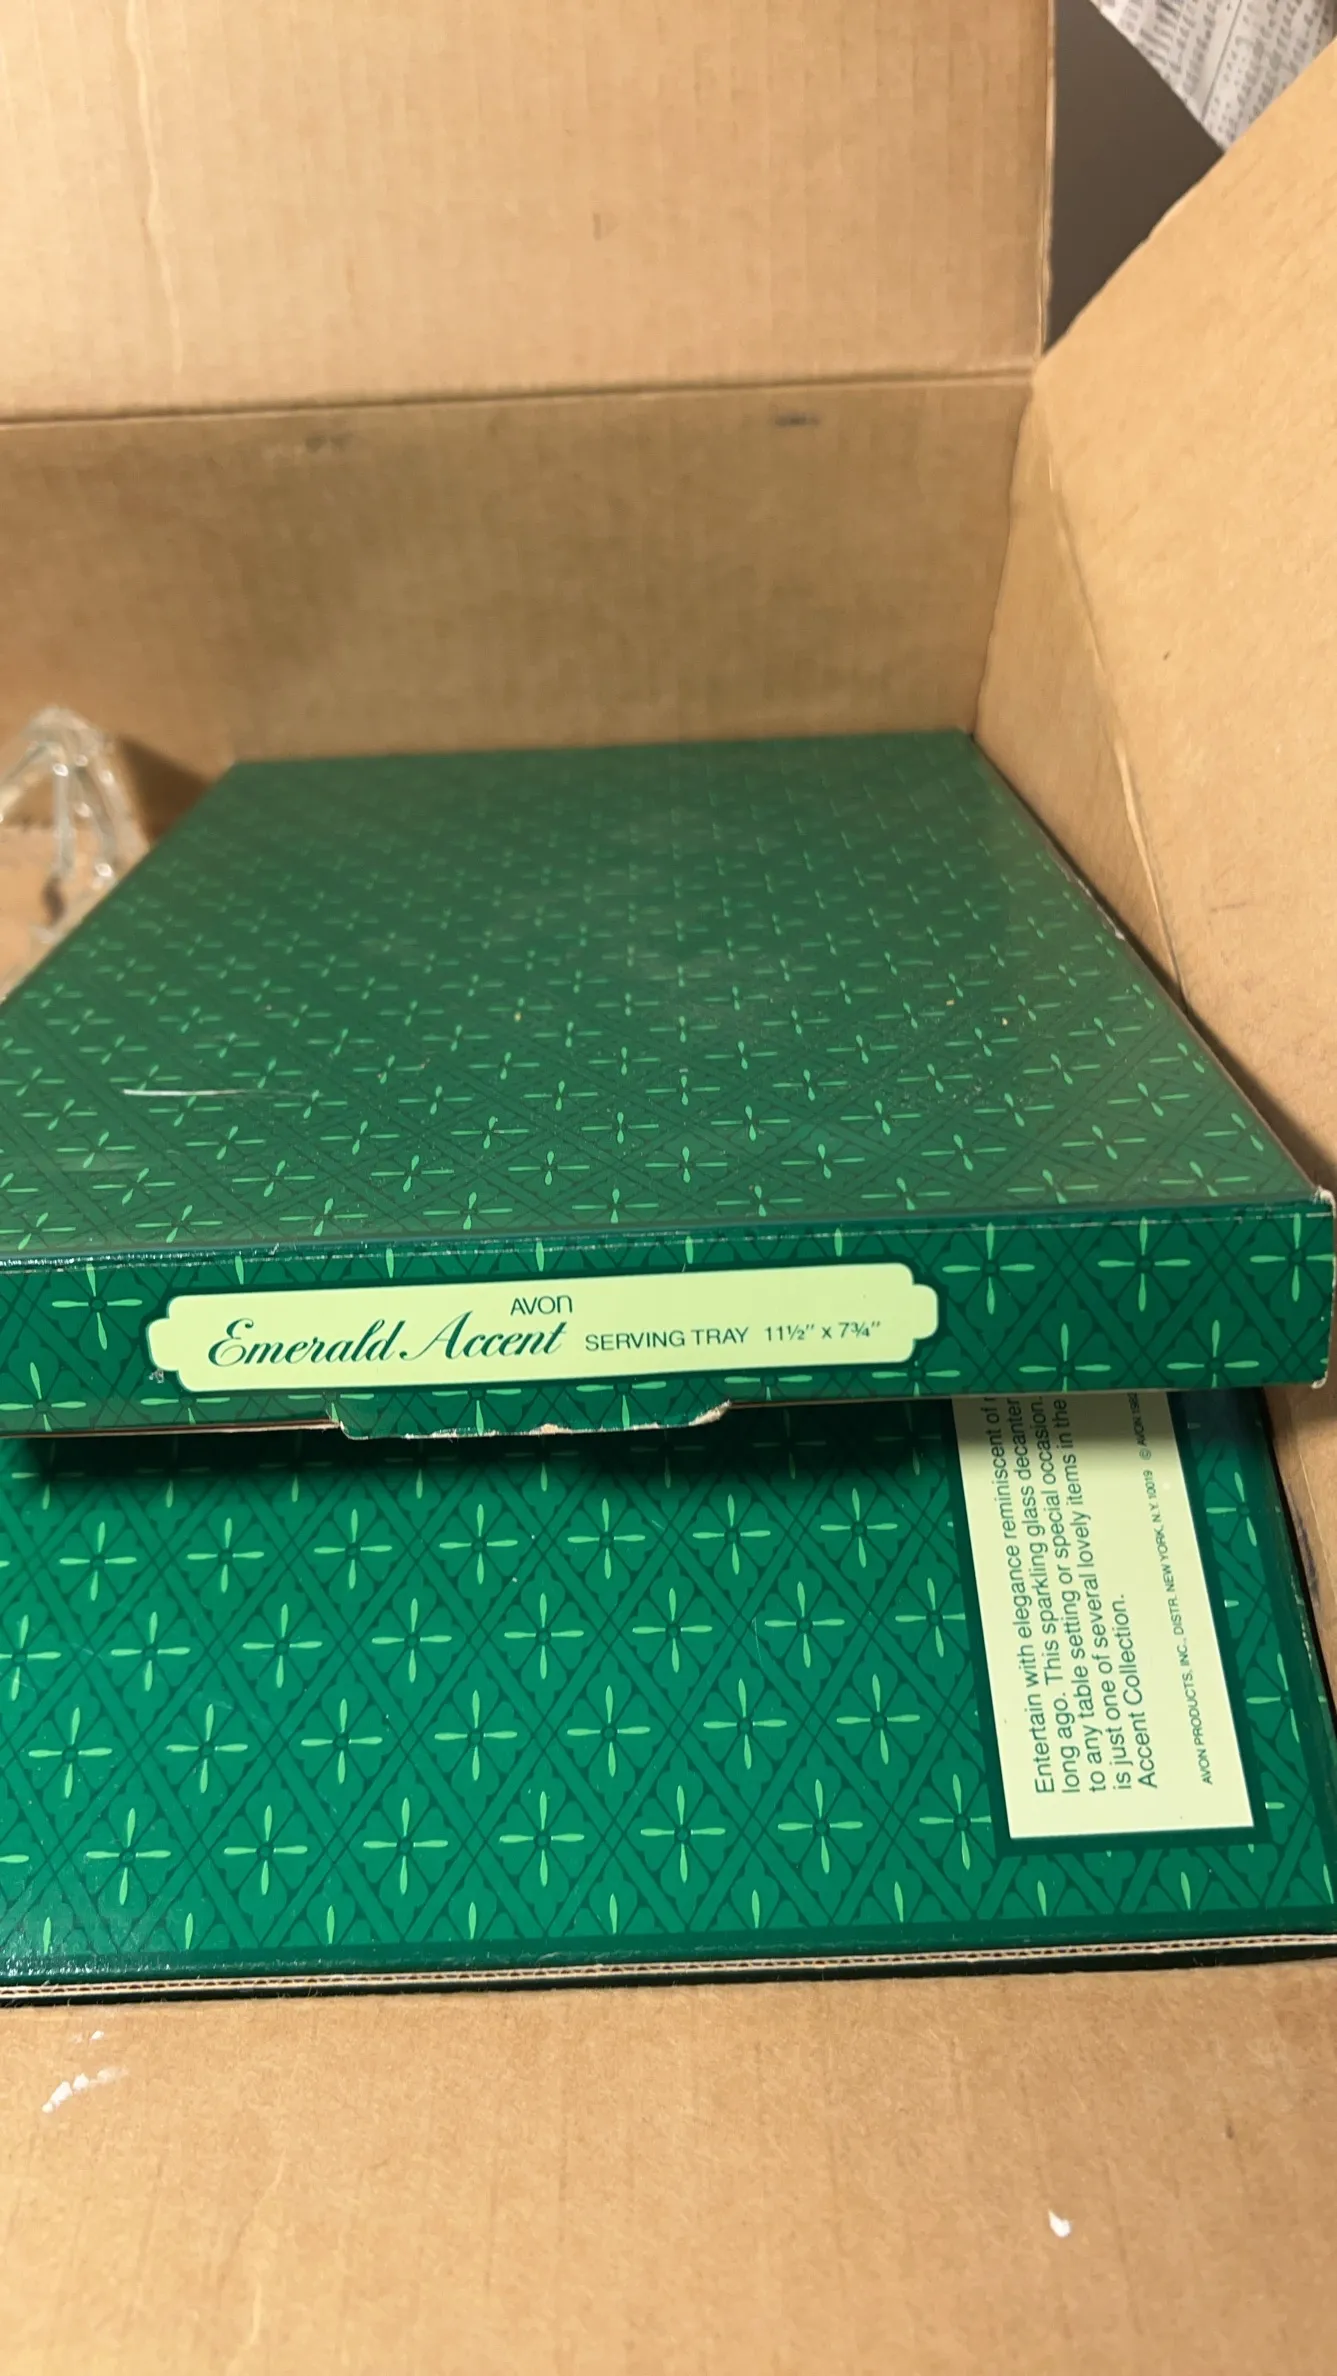 AVON
Emerald Accent SERVING TRAY 11½" x 7¾"
Entertain with elegance reminiscent of
long ago. This sparkling glass decanter
to any table setting or special occasion.
is just one of several lovely items in the
Accent Collection.
AVON PRODUCTS, INC., DISTR. NEW YORK, N.Y. 10019 © AVON 1982